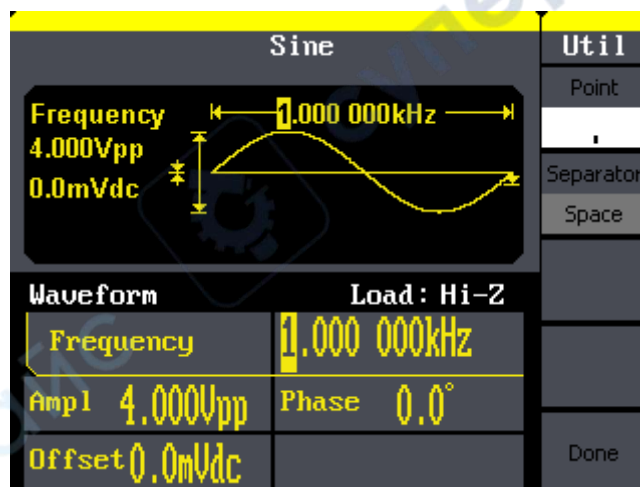 Sine
Util
Frequency
1.000 000kHz
4.000Vpp
0.0mVdc
Point
.
Separator
Space
Waveform
Load: Hi-Z
Frequency
1.000 000kHz
Ampl 4.000Vpp
Phase 0.0°
Offset 0.0mVdc
Done